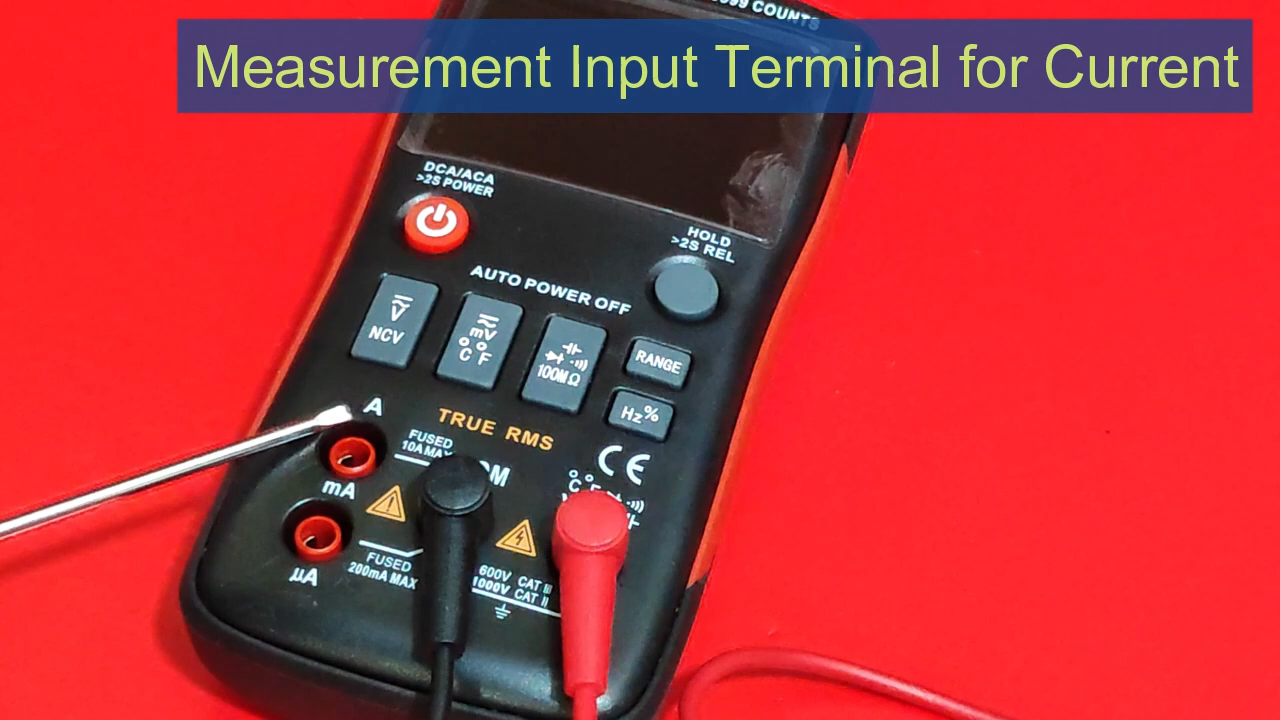 COUNTS
Measurement Input Terminal for Current
DCA/ACA
>2S POWER
HOLD
>2S REL
AUTO POWER OFF
V
NCV
mV
°C °F
100MΩ
RANGE
Hz%
A
TRUE RMS
FUSED
10A MAX
CE
mA
°C °F
µA
FUSED
200mA MAX
600V CAT III
1000V CAT II